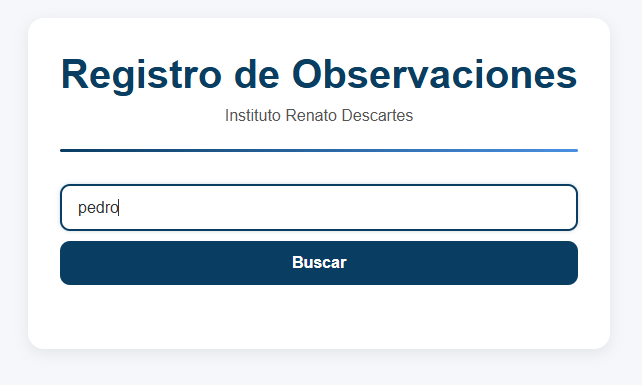 Registro de Observaciones
Instituto Renato Descartes
pedro
Buscar